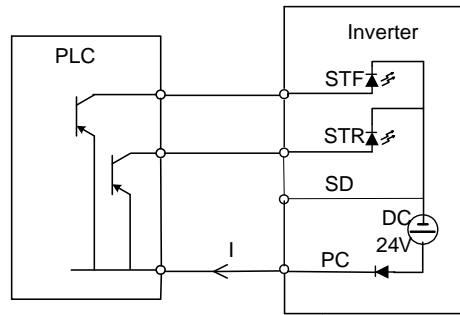 Inverter
PLC
STF
STR
SD
DC
24V
I
PC